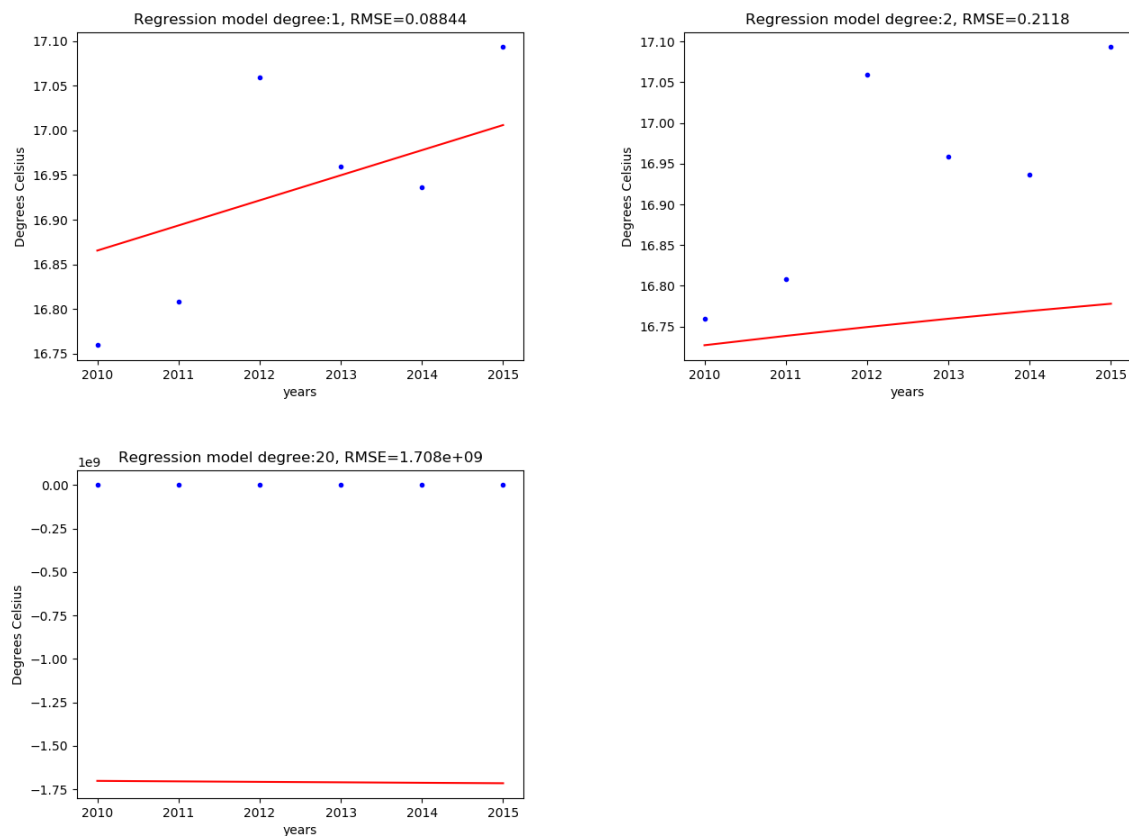 Regression model degree:1, RMSE=0.08844
17.10
17.05
17.00
16.95
16.90
16.85
16.80
16.75
Degrees Celsius
2010 2011 2012 2013 2014 2015
years
Regression model degree:2, RMSE=0.2118
17.10
17.05
17.00
16.95
16.90
16.85
16.80
16.75
Degrees Celsius
2010 2011 2012 2013 2014 2015
years
Regression model degree:20, RMSE=1.708e+09
1e9
0.00
−0.25
−0.50
−0.75
−1.00
−1.25
−1.50
−1.75
Degrees Celsius
2010 2011 2012 2013 2014 2015
years